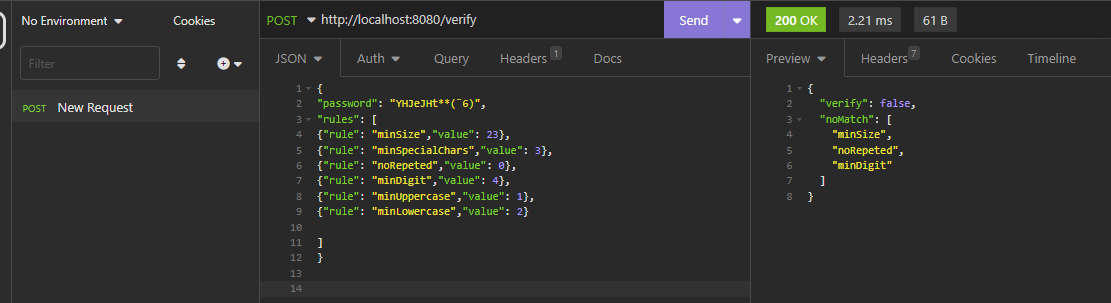 No Environment Cookies
POST http://localhost:8080/verify Send
200 OK 2.21 ms 61 B
Filter
JSON Auth Query Headers 1 Docs
Preview Headers 7 Cookies Timeline
POST New Request
1 {
2 "password": "YHJeJHt**(¨6)",
3 "rules": [
4 {"rule": "minSize","value": 23},
5 {"rule": "minSpecialChars","value": 3},
6 {"rule": "noRepeted","value": 0},
7 {"rule": "minDigit","value": 4},
8 {"rule": "minUppercase","value": 1},
9 {"rule": "minLowercase","value": 2}
10
11 ]
12 }
13
14
1 {
2 "verify": false,
3 "noMatch": [
4 "minSize",
5 "noRepeted",
6 "minDigit"
7 ]
8 }